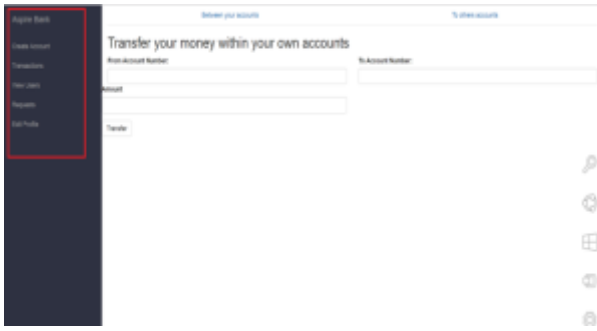 Aspire Bank
Create Account
Transactions
View Users
Requests
Edit Profile
Between your accounts
To others accounts
Transfer your money within your own accounts
From Account Number:
To Account Number:
Amount
Transfer